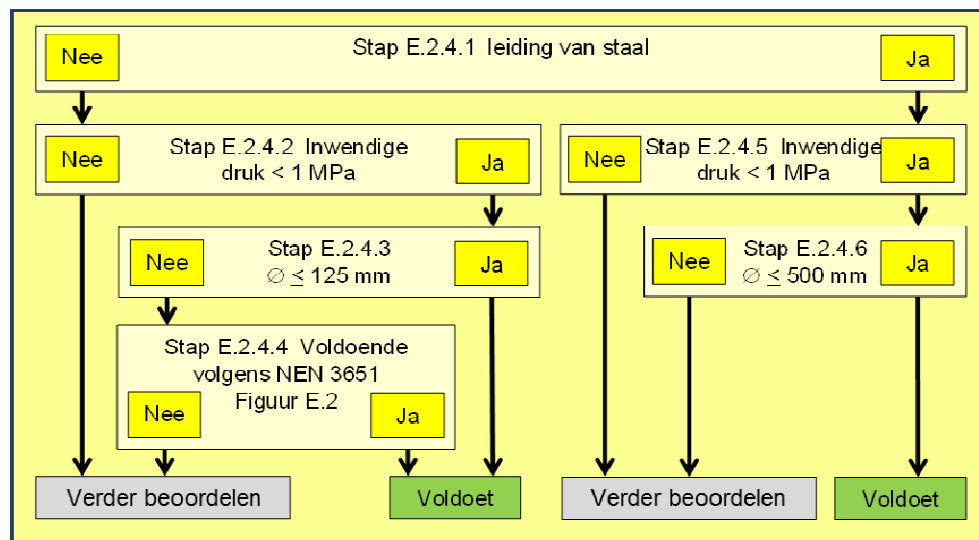 Stap E.2.4.1 leiding van staal
Nee
Ja
Stap E.2.4.2 Inwendige
druk < 1 MPa
Nee
Ja
Stap E.2.4.5 Inwendige
druk < 1 MPa
Nee
Ja
Stap E.2.4.3
∅ ≤ 125 mm
Nee
Ja
Stap E.2.4.6
∅ ≤ 500 mm
Nee
Ja
Stap E.2.4.4 Voldoende
volgens NEN 3651
Figuur E.2
Nee
Ja
Verder beoordelen
Voldoet
Verder beoordelen
Voldoet